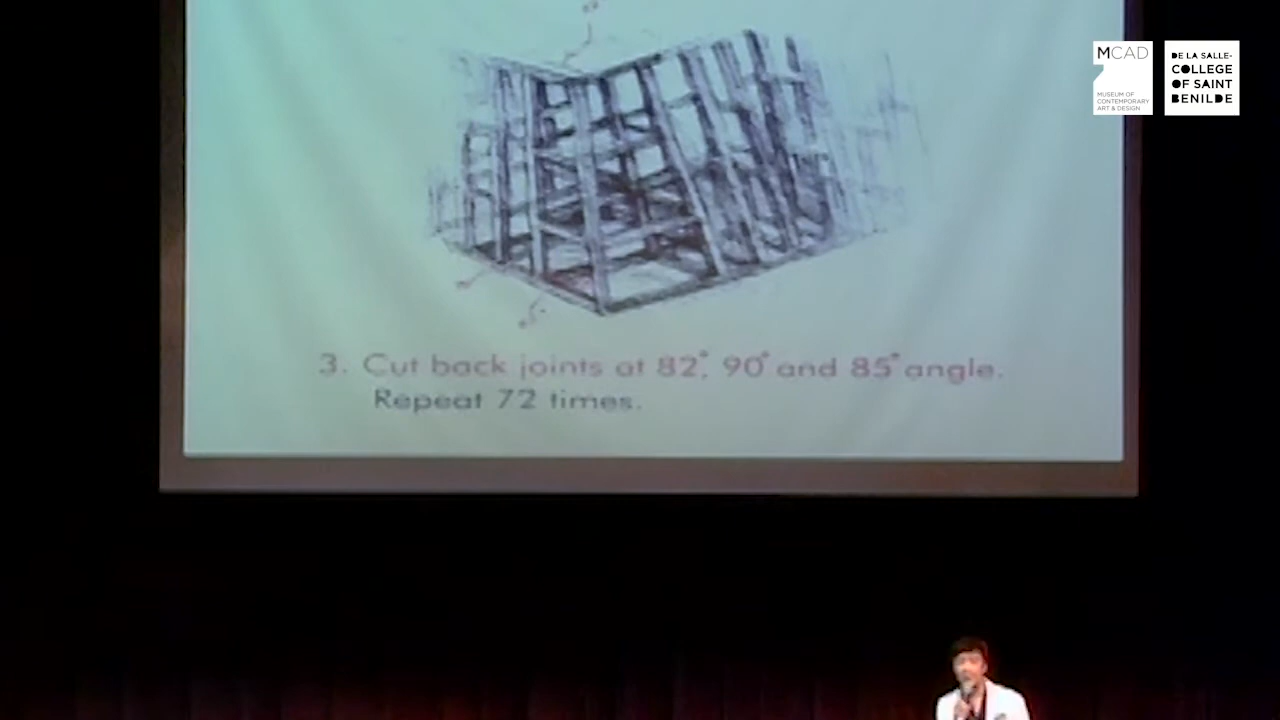 MCAD
MUSEUM OF
CONTEMPORARY
ART & DESIGN
DE LA SALLE-
COLLEGE
OF SAINT
BENILDE
3. Cut back joints at 82°, 90° and 85° angle.
Repeat 72 times.